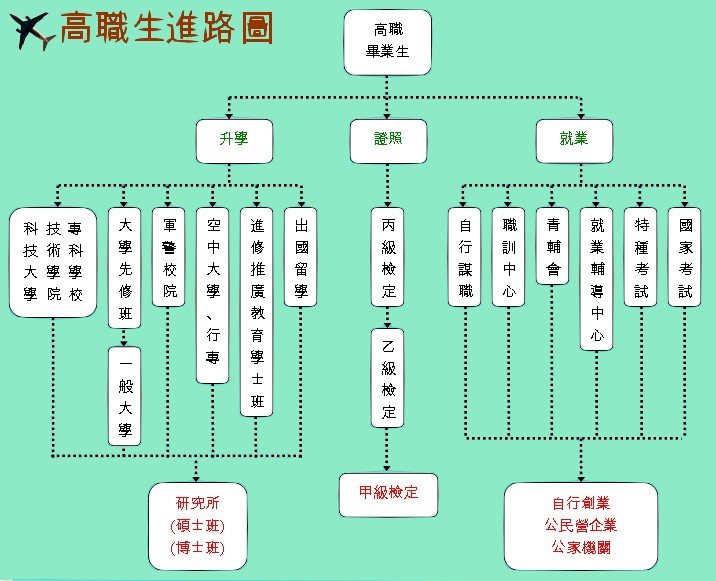 高職生進路圖
高職
畢業生
升學
證照
就業
科技大學
技術學院
專科學校
大學先修班
軍警校院
空中大學、行專
進修推廣教育學士班
出國留學
丙級檢定
自行謀職
職訓中心
青輔會
就業輔導中心
特種考試
國家考試
一般大學
乙級檢定
研究所
(碩士班)
(博士班)
甲級檢定
自行創業
公民營企業
公家機關